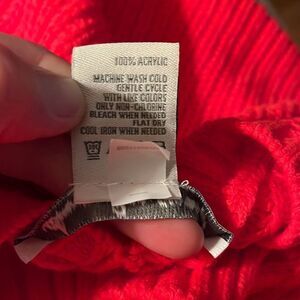 100% ACRYLIC
MACHINE WASH COLD
GENTLE CYCLE
WITH LIKE COLORS
ONLY NON-CHLORINE
BLEACH WHEN NEEDED
FLAT DRY
COOL IRON WHEN NEEDED